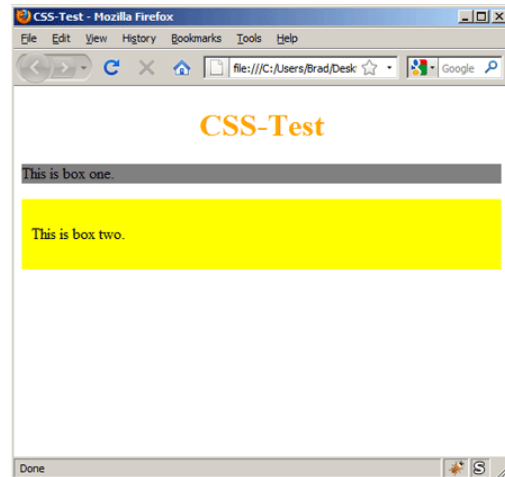 CSS-Test - Mozilla Firefox
File Edit View History Bookmarks Tools Help
file:///C:/Users/Brad/Desk Google
CSS-Test
This is box one.
This is box two.
Done S